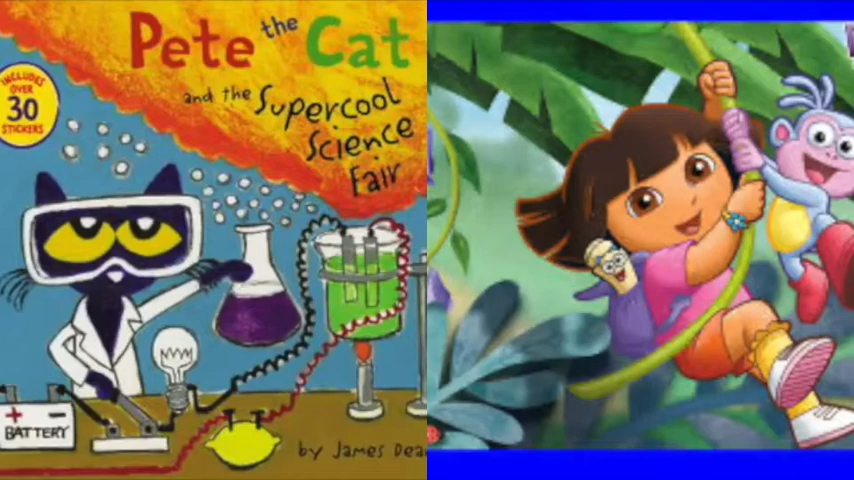 Pete the Cat
and the Supercool
Science
Fair
INCLUDES
OVER
30
STICKERS
+ -
BATTERY
by James Dea